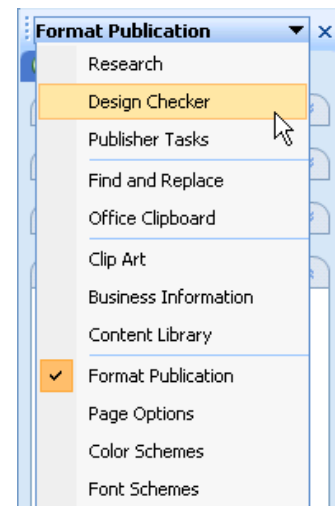 Format Publication
Research
Design Checker
Publisher Tasks
Find and Replace
Office Clipboard
Clip Art
Business Information
Content Library
Format Publication
Page Options
Color Schemes
Font Schemes